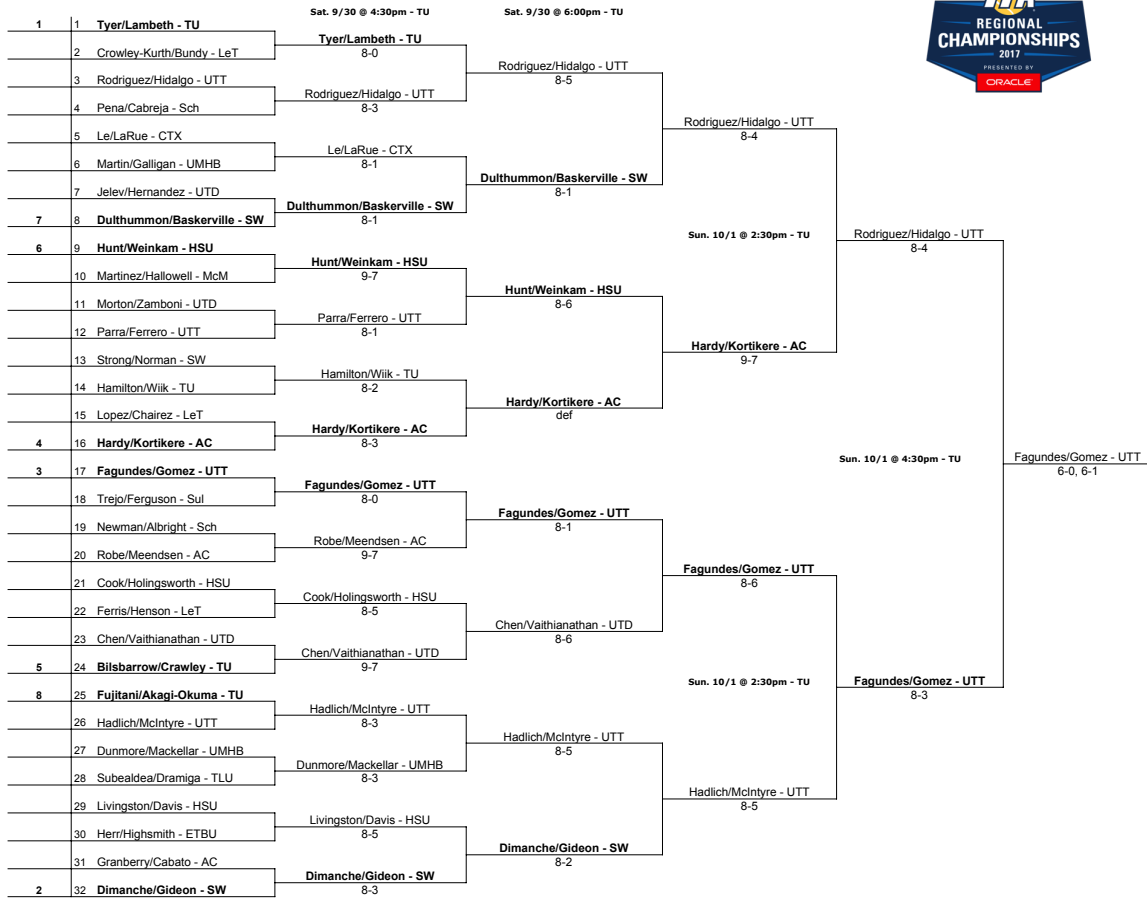 Sat. 9/30 @ 4:30pm - TU
Sat. 9/30 @ 6:00pm - TU
REGIONAL
CHAMPIONSHIPS
2017
PRESENTED BY
ORACLE
1 1 Tyer/Lambeth - TU
2 Crowley-Kurth/Bundy - LeT
3 Rodriguez/Hidalgo - UTT
4 Pena/Cabreja - Sch
5 Le/LaRue - CTX
6 Martin/Galligan - UMHB
7 Jelev/Hernandez - UTD
7 8 Dulthummon/Baskerville - SW
6 9 Hunt/Weinkam - HSU
10 Martinez/Hallowell - McM
11 Morton/Zamboni - UTD
12 Parra/Ferrero - UTT
13 Strong/Norman - SW
14 Hamilton/Wiik - TU
15 Lopez/Chairez - LeT
4 16 Hardy/Kortikere - AC
3 17 Fagundes/Gomez - UTT
18 Trejo/Ferguson - Sul
19 Newman/Albright - Sch
20 Robe/Meendsen - AC
21 Cook/Holingsworth - HSU
22 Ferris/Henson - LeT
23 Chen/Vaithianathan - UTD
5 24 Bilsbarrow/Crawley - TU
8 25 Fujitani/Akagi-Okuma - TU
26 Hadlich/McIntyre - UTT
27 Dunmore/Mackellar - UMHB
28 Subealdea/Dramiga - TLU
29 Livingston/Davis - HSU
30 Herr/Highsmith - ETBU
31 Granberry/Cabato - AC
2 32 Dimanche/Gideon - SW
Tyer/Lambeth - TU
8-0
Rodriguez/Hidalgo - UTT
8-3
Le/LaRue - CTX
8-1
Dulthummon/Baskerville - SW
8-1
Hunt/Weinkam - HSU
9-7
Parra/Ferrero - UTT
8-1
Hamilton/Wiik - TU
8-2
Hardy/Kortikere - AC
8-3
Fagundes/Gomez - UTT
8-0
Robe/Meendsen - AC
9-7
Cook/Holingsworth - HSU
8-5
Chen/Vaithianathan - UTD
9-7
Hadlich/McIntyre - UTT
8-3
Dunmore/Mackellar - UMHB
8-3
Livingston/Davis - HSU
8-5
Dimanche/Gideon - SW
8-3
Rodriguez/Hidalgo - UTT
8-5
Dulthummon/Baskerville - SW
8-1
Hunt/Weinkam - HSU
8-6
Hardy/Kortikere - AC
def
Fagundes/Gomez - UTT
8-1
Chen/Vaithianathan - UTD
8-6
Hadlich/McIntyre - UTT
8-5
Dimanche/Gideon - SW
8-2
Rodriguez/Hidalgo - UTT
8-4
Sun. 10/1 @ 2:30pm - TU
Hardy/Kortikere - AC
9-7
Fagundes/Gomez - UTT
8-6
Sun. 10/1 @ 2:30pm - TU
Hadlich/McIntyre - UTT
8-5
Rodriguez/Hidalgo - UTT
8-4
Sun. 10/1 @ 4:30pm - TU
Fagundes/Gomez - UTT
8-3
Fagundes/Gomez - UTT
6-0, 6-1